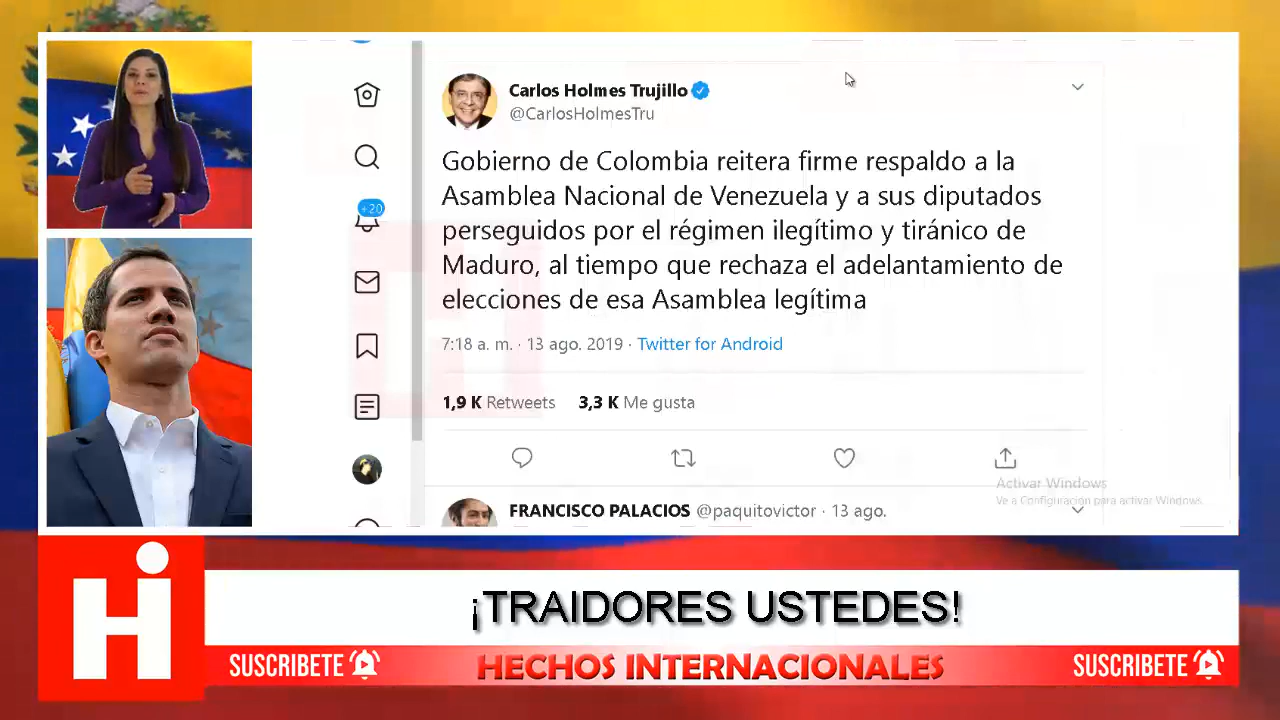 Carlos Holmes Trujillo
@CarlosHolmesTru
Gobierno de Colombia reitera firme respaldo a la
Asamblea Nacional de Venezuela y a sus diputados
perseguidos por el régimen ilegítimo y tiránico de
Maduro, al tiempo que rechaza el adelantamiento de
elecciones de esa Asamblea legítima
7:18 a. m. · 13 ago. 2019 · Twitter for Android
1,9 K Retweets 3,3 K Me gusta
+20
Activar Windows
Ve a Configuración para activar Windows.
FRANCISCO PALACIOS @paquitovictor · 13 ago.
Hi
¡TRAIDORES USTEDES!
SUSCRIBETE HECHOS INTERNACIONALES SUSCRIBETE